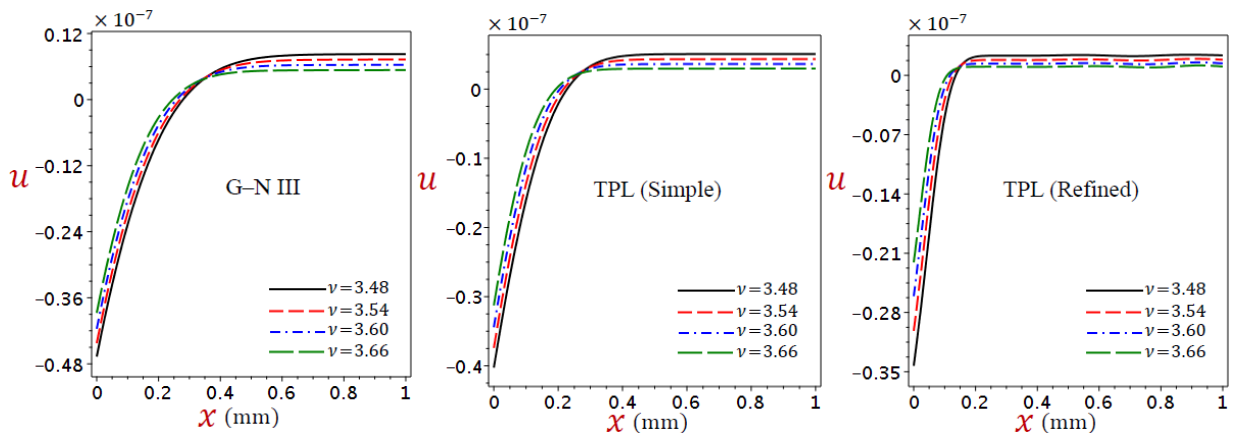 × 10⁻⁷
0.12
0
−0.12
−0.24
−0.36
−0.48
u
G–N III
ν=3.48
ν=3.54
ν=3.60
ν=3.66
0 0.2 0.4 0.6 0.8 1
x (mm)
× 10⁻⁷
0
−0.1
−0.2
−0.3
−0.4
u
TPL (Simple)
ν=3.48
ν=3.54
ν=3.60
ν=3.66
0 0.2 0.4 0.6 0.8 1
x (mm)
× 10⁻⁷
0
−0.07
−0.14
−0.21
−0.28
−0.35
u
TPL (Refined)
ν=3.48
ν=3.54
ν=3.60
ν=3.66
0 0.2 0.4 0.6 0.8 1
x (mm)